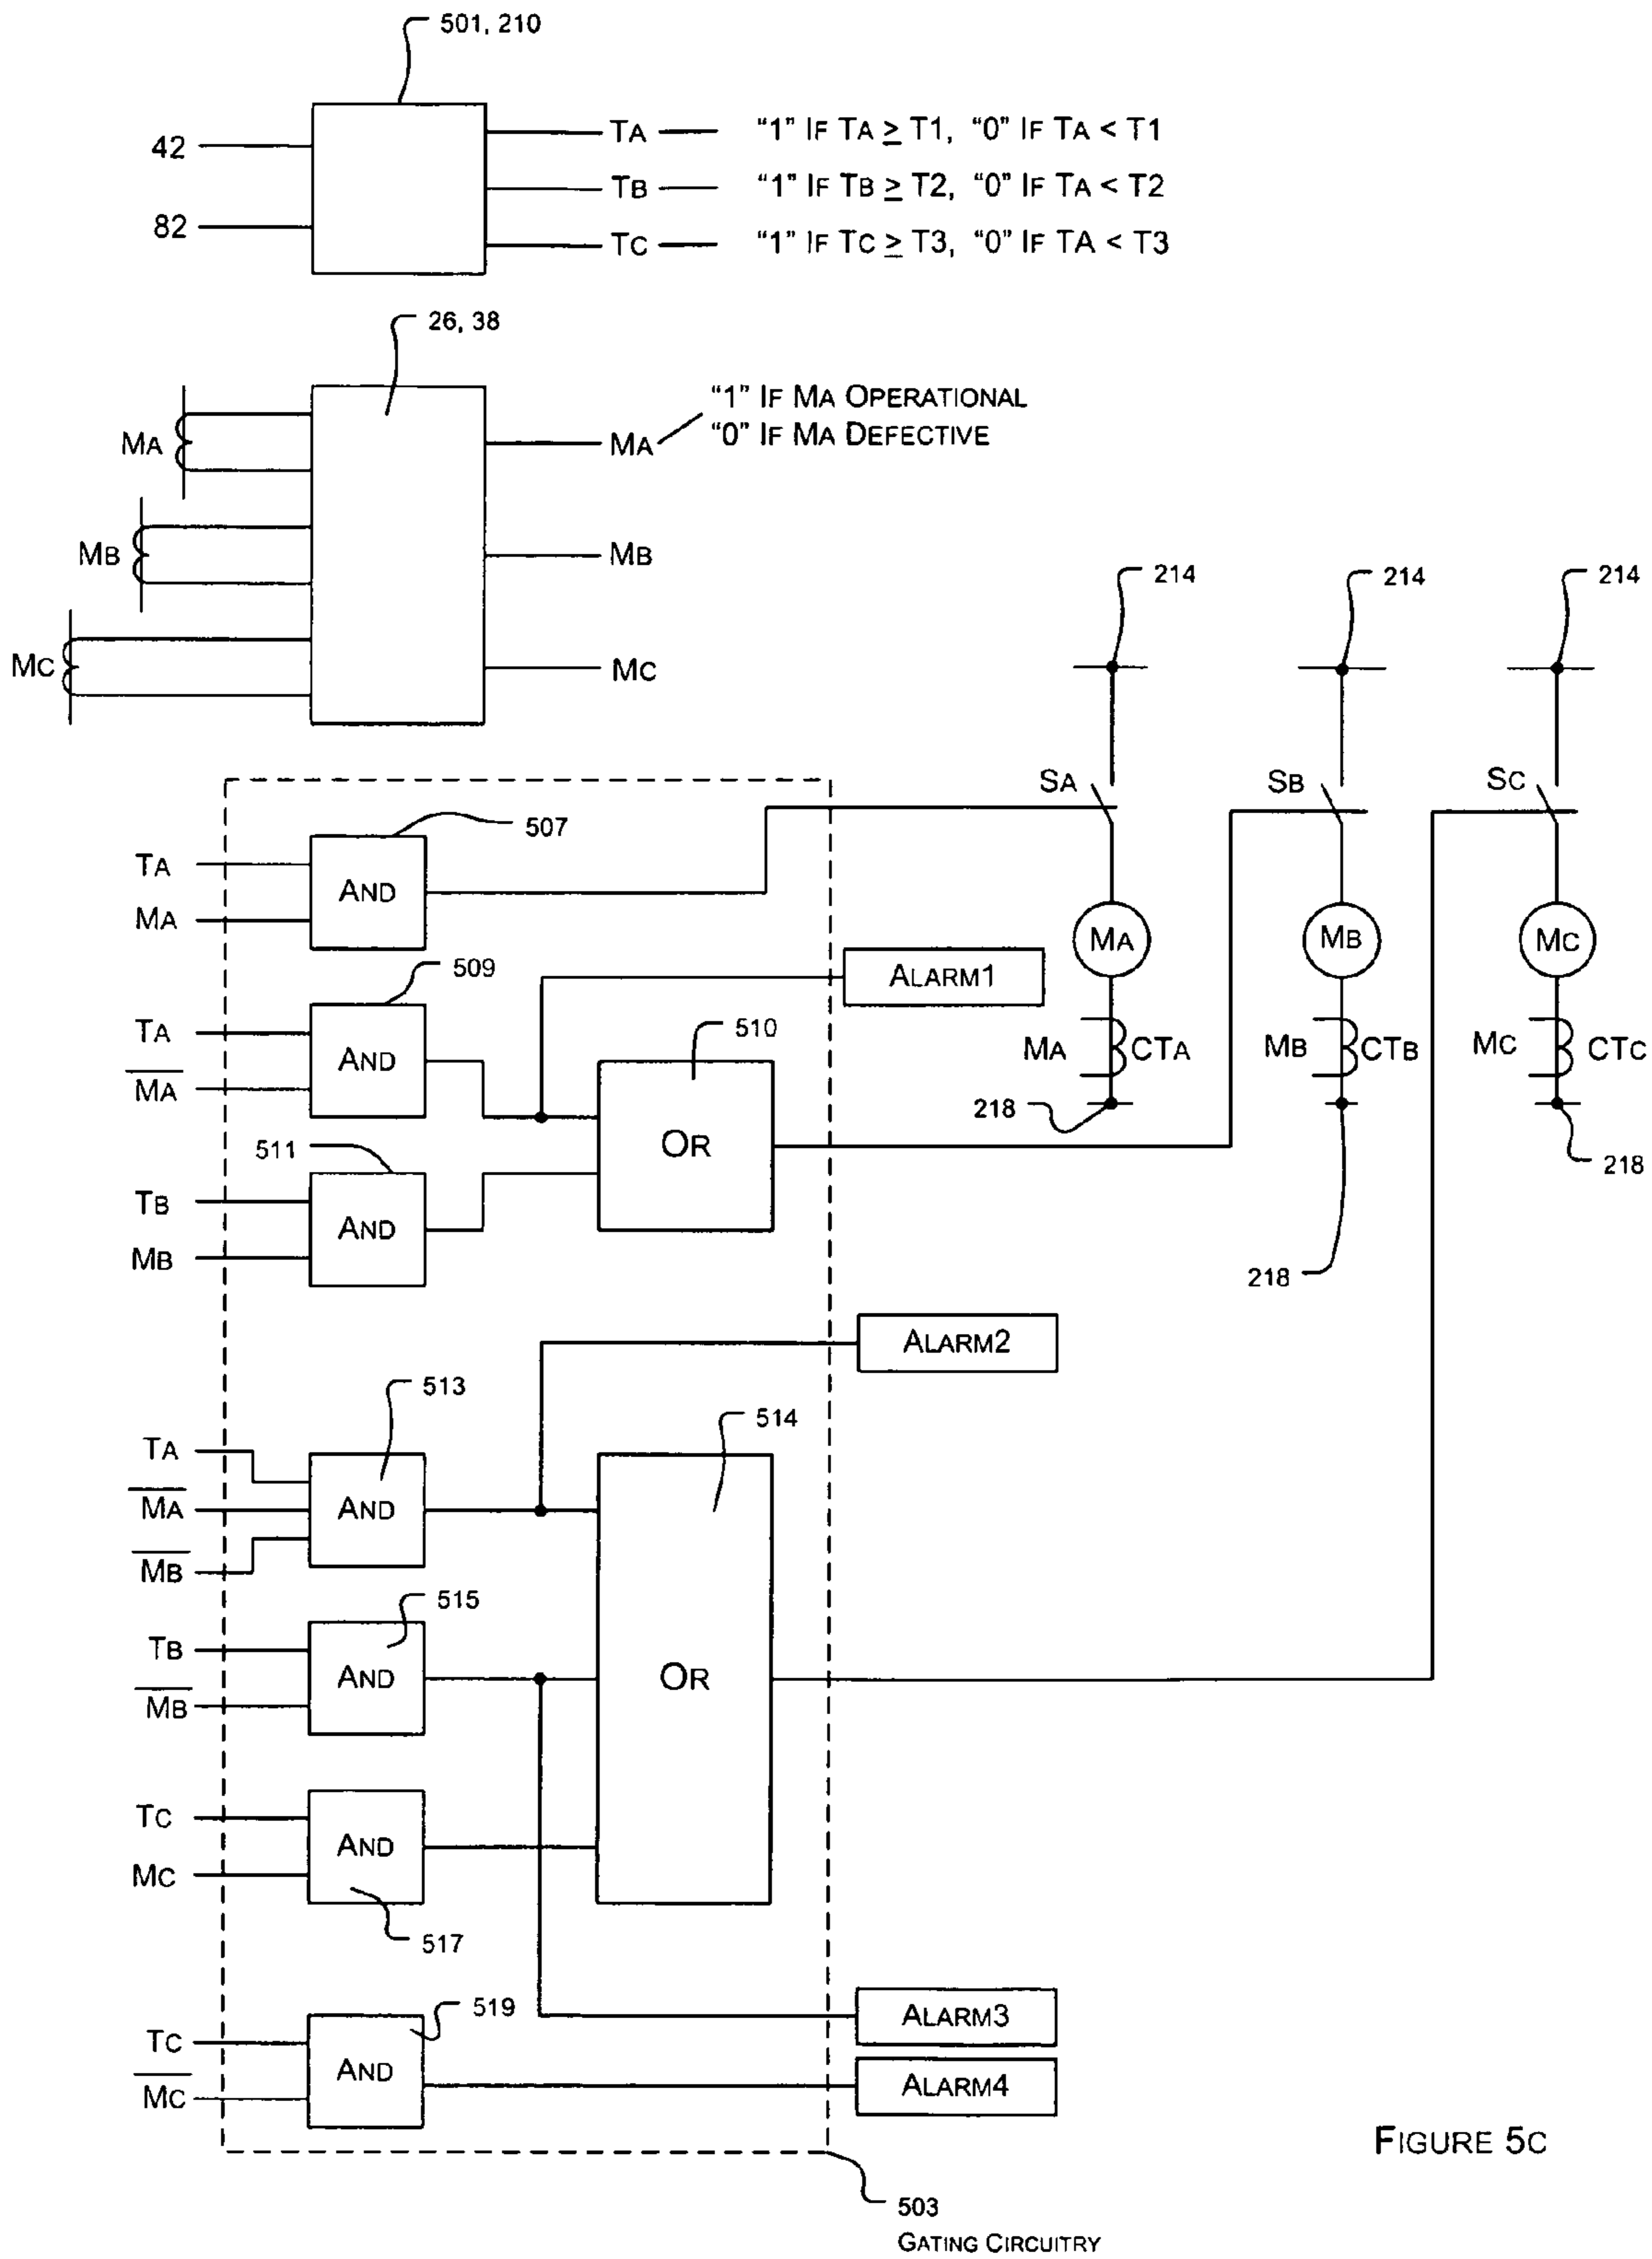 501, 210
42
82
TA "1" IF TA ≥ T1, "0" IF TA < T1
TB "1" IF TB ≥ T2, "0" IF TA < T2
TC "1" IF TC ≥ T3, "0" IF TA < T3
26, 38
MA
MB
MC
MA
"1" IF MA OPERATIONAL
"0" IF MA DEFECTIVE
MB
MC
214
214
214
SA
SB
SC
MA
MB
MC
MA CTA
MB CTB
MC CTC
218
218
218
507
TA
MA
AND
509
TA
M̅A̅
AND
ALARM1
510
OR
511
TB
MB
AND
ALARM2
513
TA
M̅A̅
M̅B̅
AND
514
OR
515
TB
M̅B̅
AND
TC
MC
AND
517
519
TC
M̅C̅
AND
ALARM3
ALARM4
503
GATING CIRCUITRY
FIGURE 5C